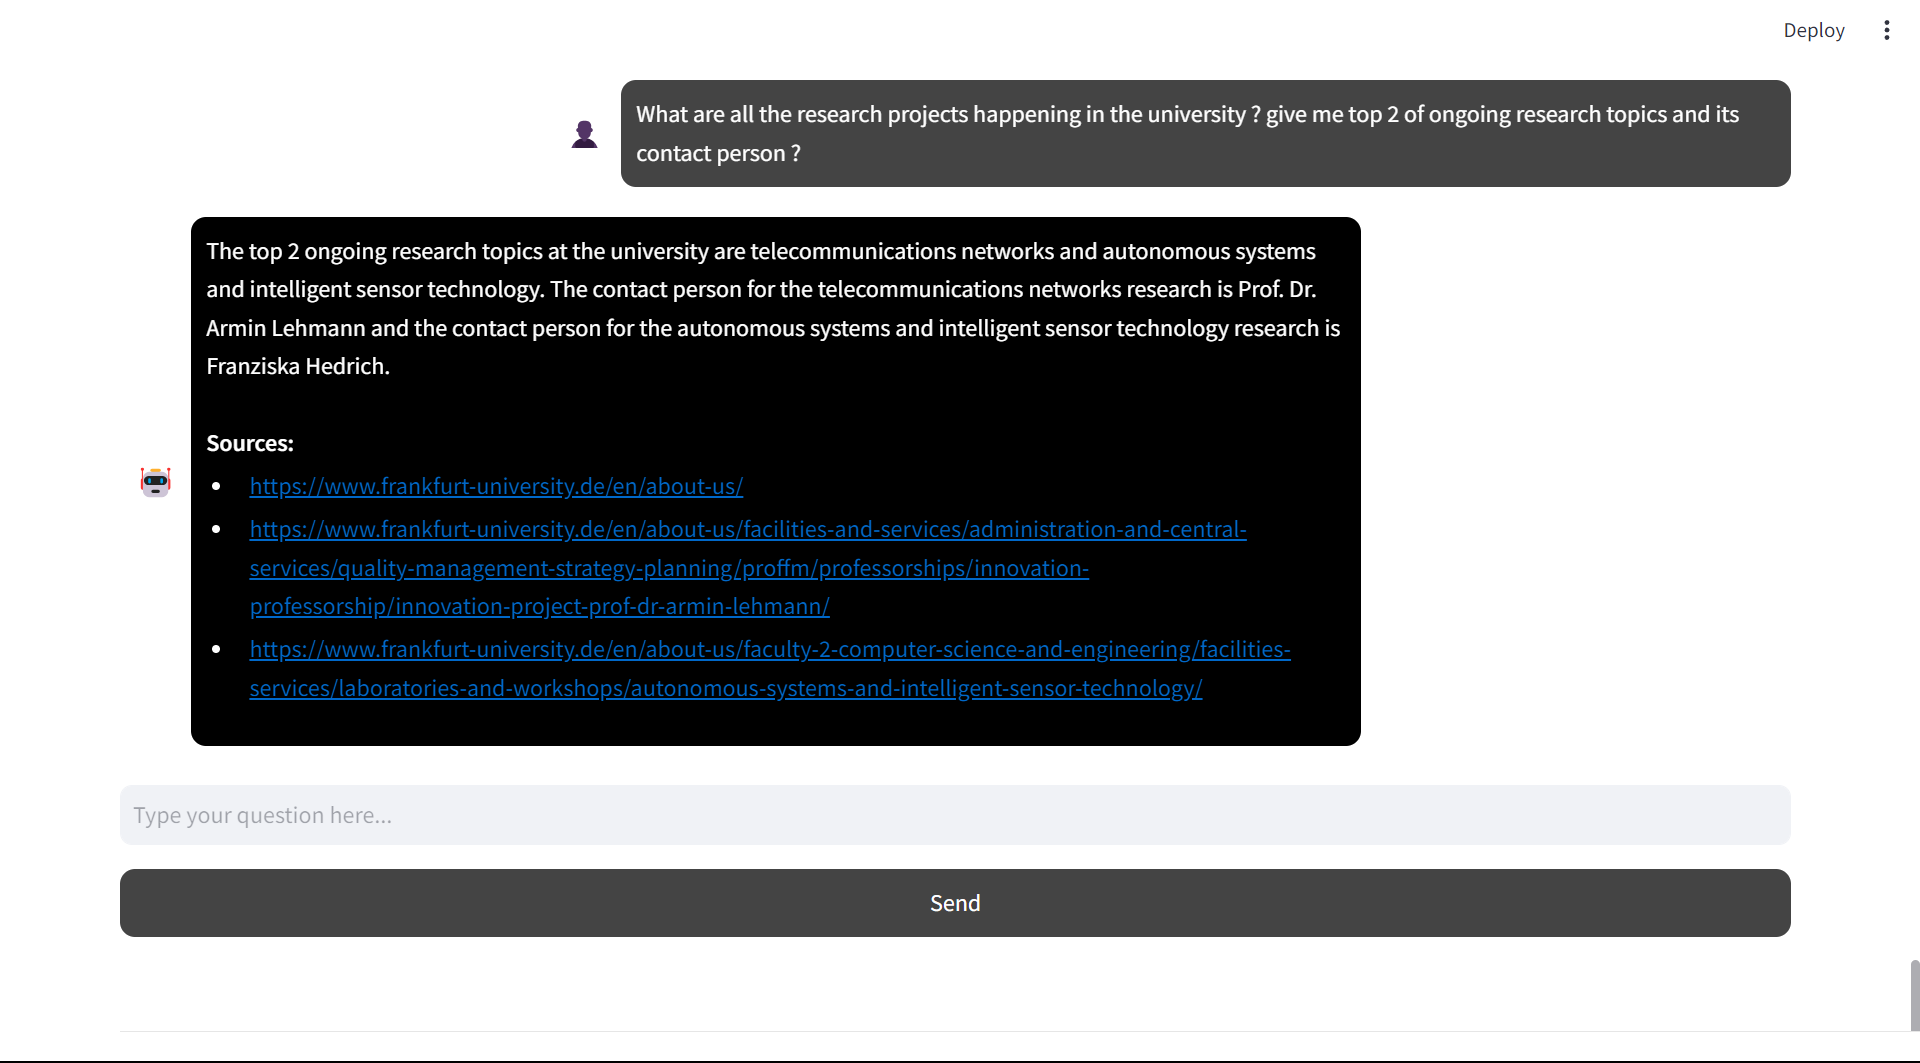 Deploy
What are all the research projects happening in the university ? give me top 2 of ongoing research topics and its
contact person ?
The top 2 ongoing research topics at the university are telecommunications networks and autonomous systems
and intelligent sensor technology. The contact person for the telecommunications networks research is Prof. Dr.
Armin Lehmann and the contact person for the autonomous systems and intelligent sensor technology research is
Franziska Hedrich.
Sources:
https://www.frankfurt-university.de/en/about-us/
https://www.frankfurt-university.de/en/about-us/facilities-and-services/administration-and-central-
services/quality-management-strategy-planning/proffm/professorships/innovation-
professorship/innovation-project-prof-dr-armin-lehmann/
https://www.frankfurt-university.de/en/about-us/faculty-2-computer-science-and-engineering/facilities-
services/laboratories-and-workshops/autonomous-systems-and-intelligent-sensor-technology/
Type your question here...
Send